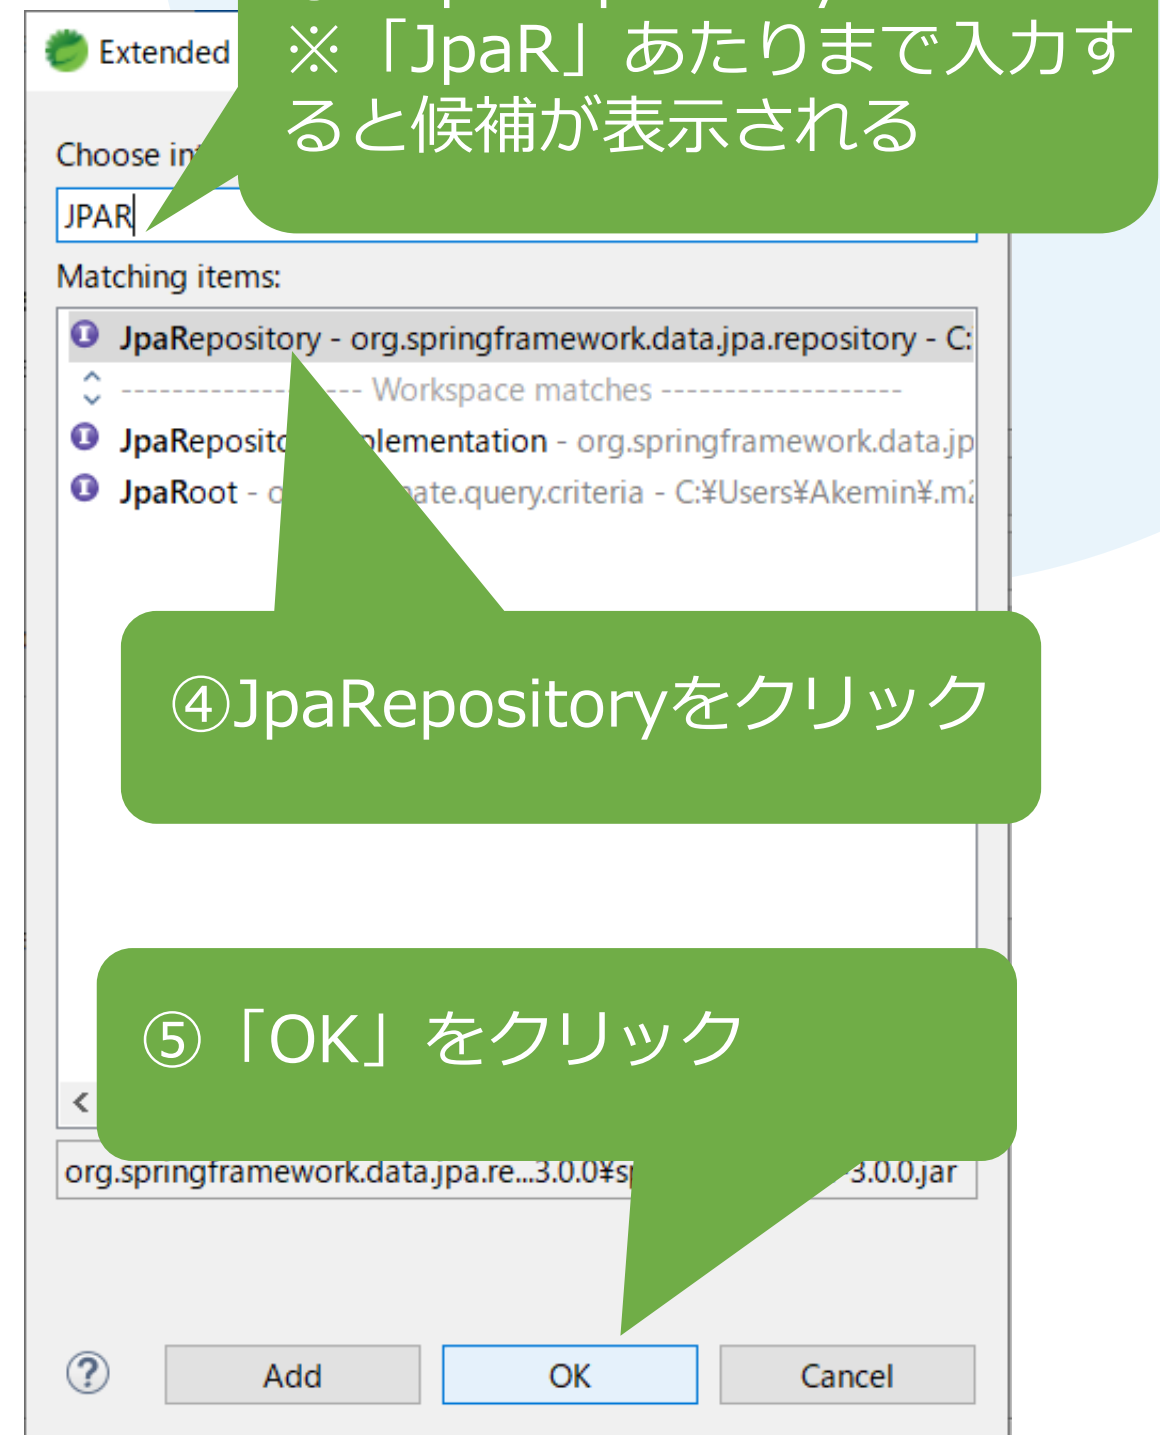 ※「JpaR」あたりまで入力す
ると候補が表示される
Extended
Choose
JPAR
Matching items:
JpaRepository - org.springframework.data.jpa.repository - C:
------------------- Workspace matches -------------------
- org.springframework.data.jp
JpaRoot - query.criteria - C:¥Users¥Akemin¥.m2
④JpaRepositoryをクリック
⑤「OK」をクリック
org.springframework.data.jpa.re...3.0.0¥ -3.0.0.jar
Add
OK
Cancel